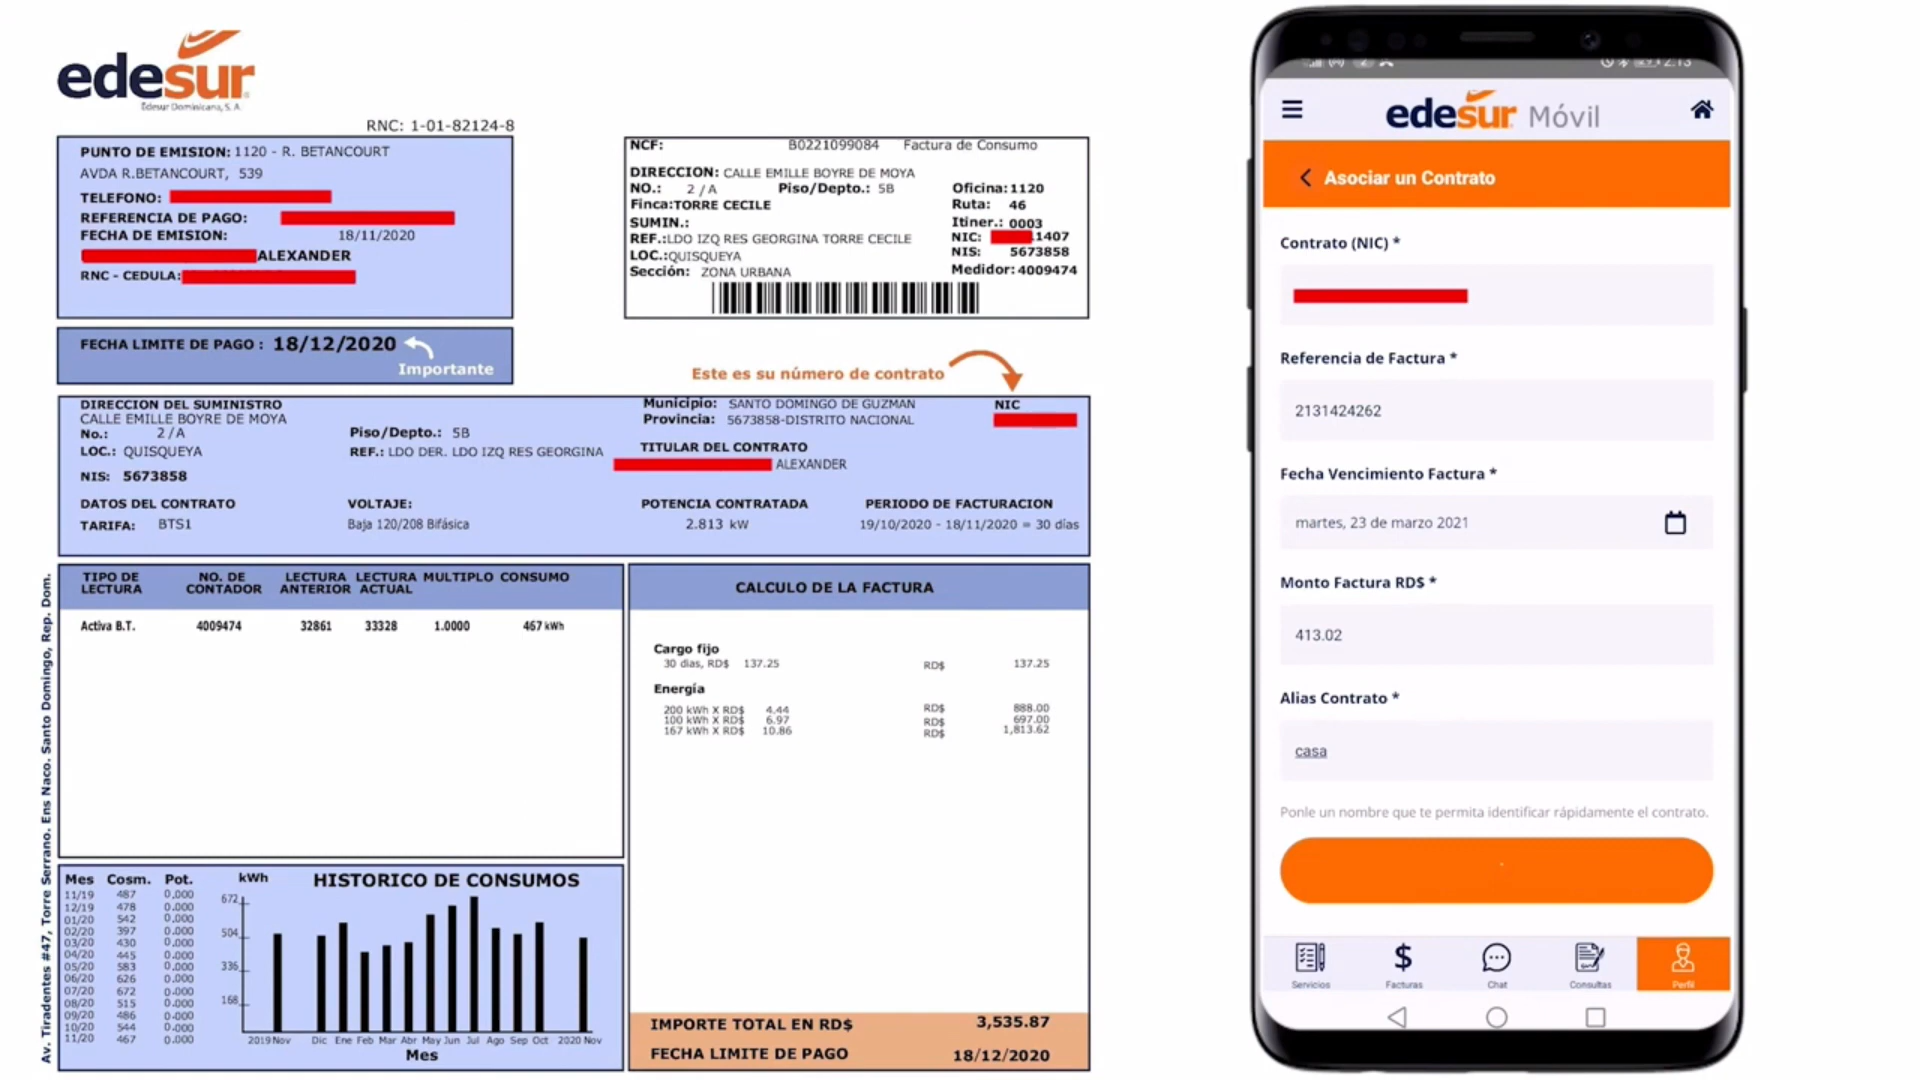 edesur
Edesur Dominicana, S. A.
RNC: 1-01-82124-8
PUNTO DE EMISION: 1120 - R. BETANCOURT
AVDA R.BETANCOURT, 539
TELEFONO:
REFERENCIA DE PAGO:
FECHA DE EMISION: 18/11/2020
ALEXANDER
RNC - CEDULA:
FECHA LIMITE DE PAGO : 18/12/2020
Importante
NCF: B0221099084 Factura de Consumo
DIRECCION: CALLE EMILLE BOYRE DE MOYA
NO.: 2 / A Piso/Depto.: 5B Oficina: 1120
Finca:TORRE CECILE Ruta: 46
SUMIN.: Itiner.: 0003
REF.:LDO IZQ RES GEORGINA TORRE CECILE NIC: 1407
LOC.:QUISQUEYA NIS: 5673858
Sección: ZONA URBANA Medidor: 4009474
Este es su número de contrato
DIRECCION DEL SUMINISTRO Municipio: SANTO DOMINGO DE GUZMAN NIC
CALLE EMILLE BOYRE DE MOYA Provincia: 5673858-DISTRITO NACIONAL
No.: 2 / A Piso/Depto.: 5B
LOC.: QUISQUEYA REF.: LDO DER. LDO IZQ RES GEORGINA TITULAR DEL CONTRATO
ALEXANDER
NIS: 5673858
DATOS DEL CONTRATO VOLTAJE: POTENCIA CONTRATADA PERIODO DE FACTURACION
TARIFA: BTS1 Baja 120/208 Bifásica 2.813 kW 19/10/2020 - 18/11/2020 = 30 días
TIPO DE LECTURA NO. DE CONTADOR LECTURA ANTERIOR LECTURA ACTUAL MULTIPLO CONSUMO
Activa B.T. 4009474 32861 33328 1.0000 467 kWh
CALCULO DE LA FACTURA
Cargo fijo
30 dias, RD$ 137.25 RD$ 137.25
Energía
200 kWh X RD$ 4.44 RD$ 888.00
100 kWh X RD$ 6.97 RD$ 697.00
167 kWh X RD$ 10.86 RD$ 1,813.62
IMPORTE TOTAL EN RD$ 3,535.87
FECHA LIMITE DE PAGO 18/12/2020
Av. Tiradentes #47, Torre Serrano. Ens Naco. Santo Domingo, Rep. Dom.
Mes Cosm. Pot.
11/19 487 0.000
12/19 478 0.000
01/20 542 0.000
02/20 397 0.000
03/20 430 0.000
04/20 445 0.000
05/20 583 0.000
06/20 626 0.000
07/20 672 0.000
08/20 515 0.000
09/20 486 0.000
10/20 544 0.000
11/20 467 0.000
kWh HISTORICO DE CONSUMOS
672
504
336
168
2019 Nov Dic Ene Feb Mar Abr May Jun Jul Ago Sep Oct 2020 Nov
Mes
edesur Móvil
Asociar un Contrato
Contrato (NIC) *
Referencia de Factura *
2131424262
Fecha Vencimiento Factura *
martes, 23 de marzo 2021
Monto Factura RD$ *
413.02
Alias Contrato *
casa
Ponle un nombre que te permita identificar rápidamente el contrato.
Servicios Facturas Chat Consultas Perfil